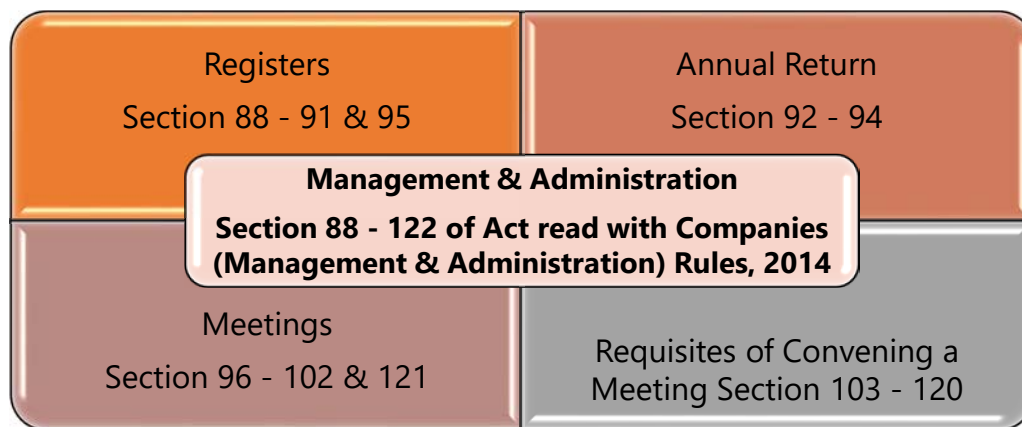 Registers
Section 88 - 91 & 95
Annual Return
Section 92 - 94
Management & Administration
Section 88 - 122 of Act read with Companies
(Management & Administration) Rules, 2014
Meetings
Section 96 - 102 & 121
Requisites of Convening a
Meeting Section 103 - 120